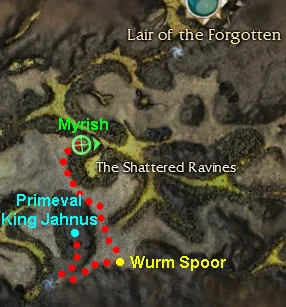 Lair of the Forgotten
Myrish
The Shattered Ravines
Primeval
King Jahnus
Wurm Spoor